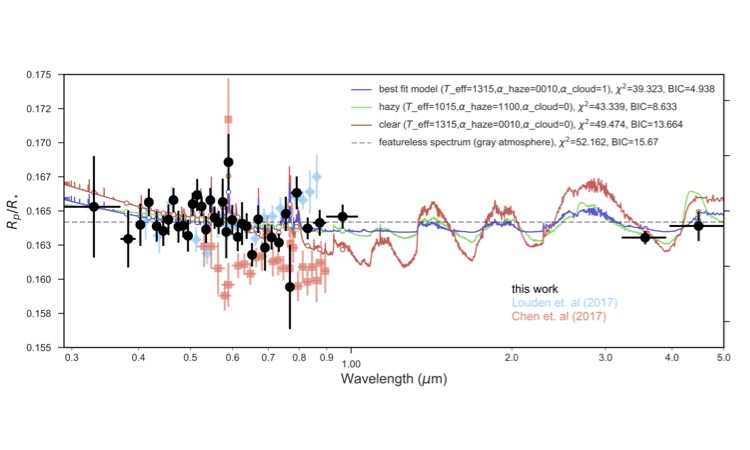 0.175
0.172
0.170
0.167
0.165
0.163
0.160
0.158
0.155
Rp/R⋆
best fit model (T_eff=1315,α_haze=0010,α_cloud=1), χ²=39.323, BIC=4.938
hazy (T_eff=1015,α_haze=1100,α_cloud=0), χ²=43.339, BIC=8.633
clear (T_eff=1315,α_haze=0010,α_cloud=0), χ²=49.474, BIC=13.664
featureless spectrum (gray atmosphere), χ²=52.162, BIC=15.67
this work
Louden et. al (2017)
Chen et. al (2017)
0.3 0.4 0.5 0.6 0.7 0.8 0.9 1.00 2.0 3.0 4.0 5.0
Wavelength (μm)